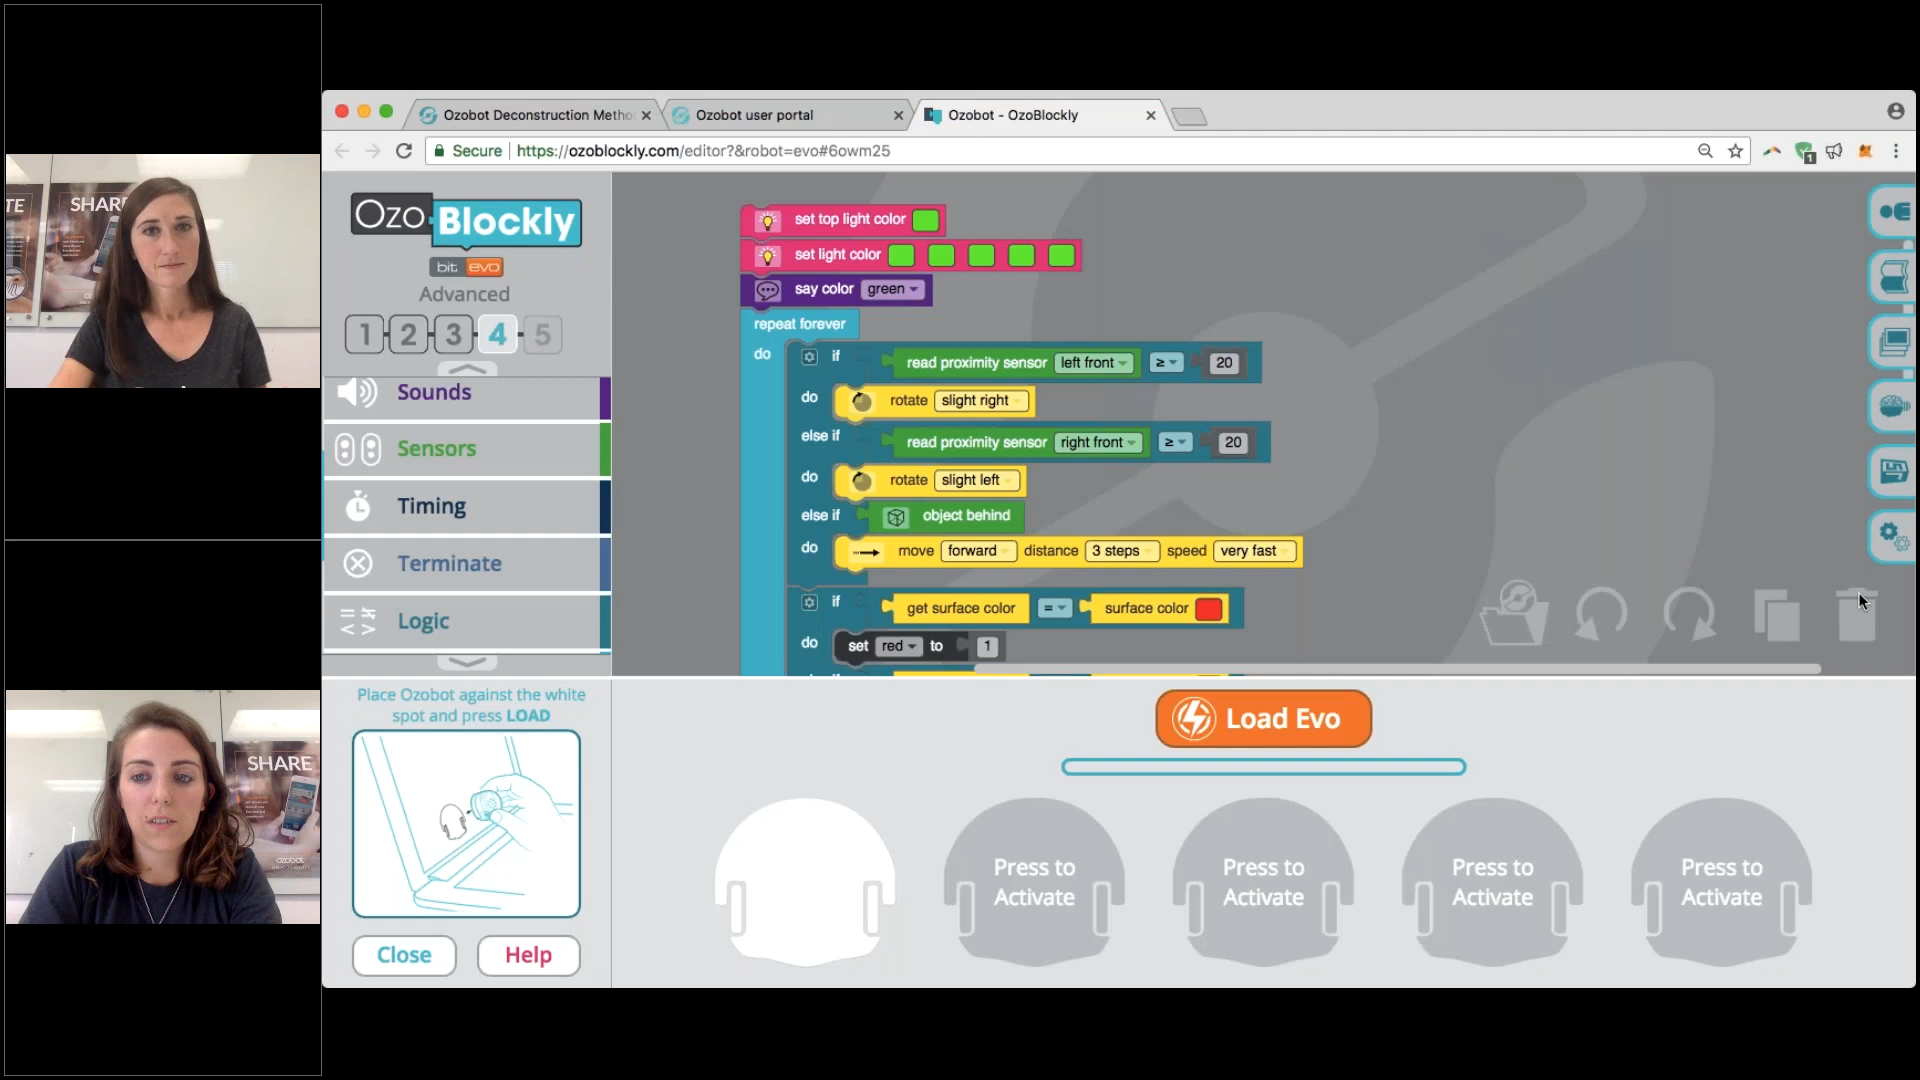 Ozobot Deconstruction Metho
Ozobot user portal
Ozobot - OzoBlockly
Secure
https://ozoblockly.com/editor?&robot=evo#6owm25
1
TE
SHARE
Ozo Blockly
bit evo
Advanced
1 2 3 4 5
Sounds
Sensors
Timing
Terminate
Logic
set top light color
set light color
say color green
repeat forever
do if read proximity sensor left front ≥ 20
do rotate slight right
else if read proximity sensor right front ≥ 20
do rotate slight left
else if object behind
do move forward distance 3 steps speed very fast
if get surface color = surface color
do set red to 1
Place Ozobot against the white
spot and press LOAD
Close
Help
Load Evo
Press to
Activate
Press to
Activate
Press to
Activate
Press to
Activate
SHARE
ozobot